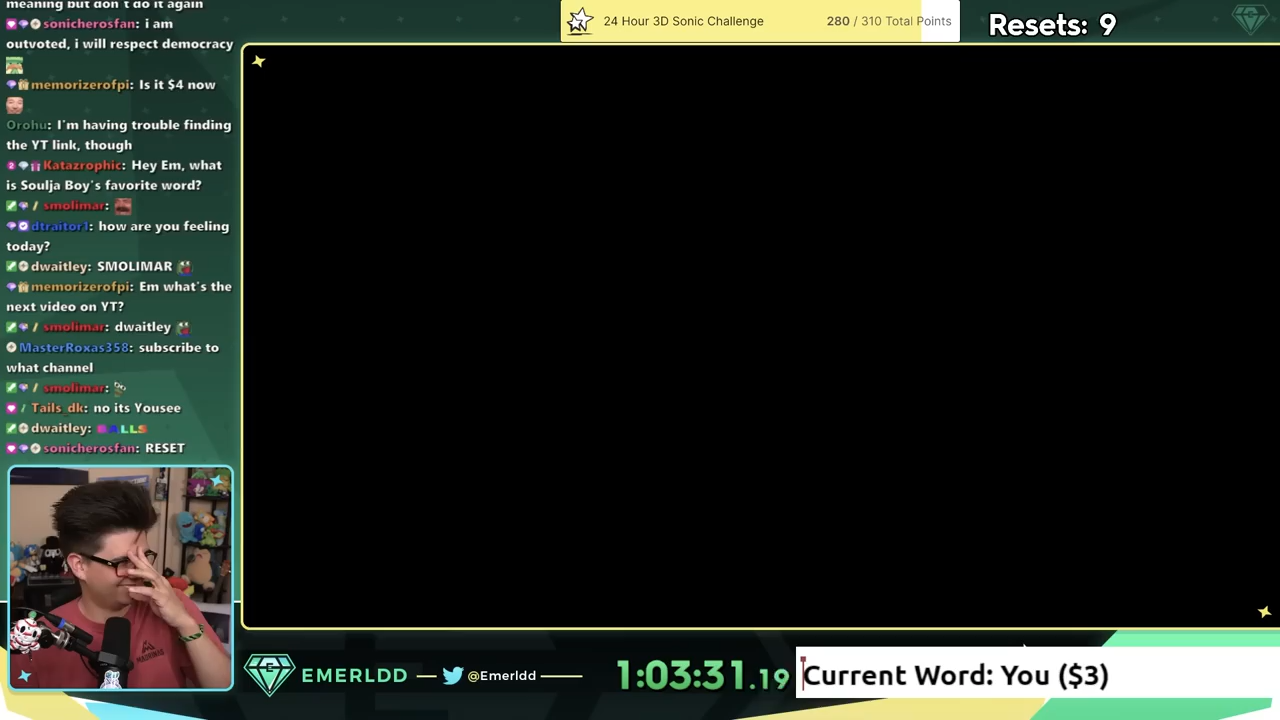 meaning but don't do it again
sonicherosfan: i am
outvoted, i will respect democracy
memorizerofpi: Is it $4 now
Orohu: I'm having trouble finding
the YT link, though
Katazrophic: Hey Em, what
is Soulja Boy's favorite word?
smolimar:
dtraitor1: how are you feeling
today?
dwaitley: SMOLIMAR
memorizerofpi: Em what's the
next video on YT?
smolimar: dwaitley
MasterRoxas358: subscribe to
what channel
smolimar:
Tails_dk: no its Yousee
dwaitley: BALLS
sonicherosfan: RESET
24 Hour 3D Sonic Challenge 280 / 310 Total Points
Resets: 9
EMERLDD
@Emerldd
1:03:31.19
Current Word: You ($3)